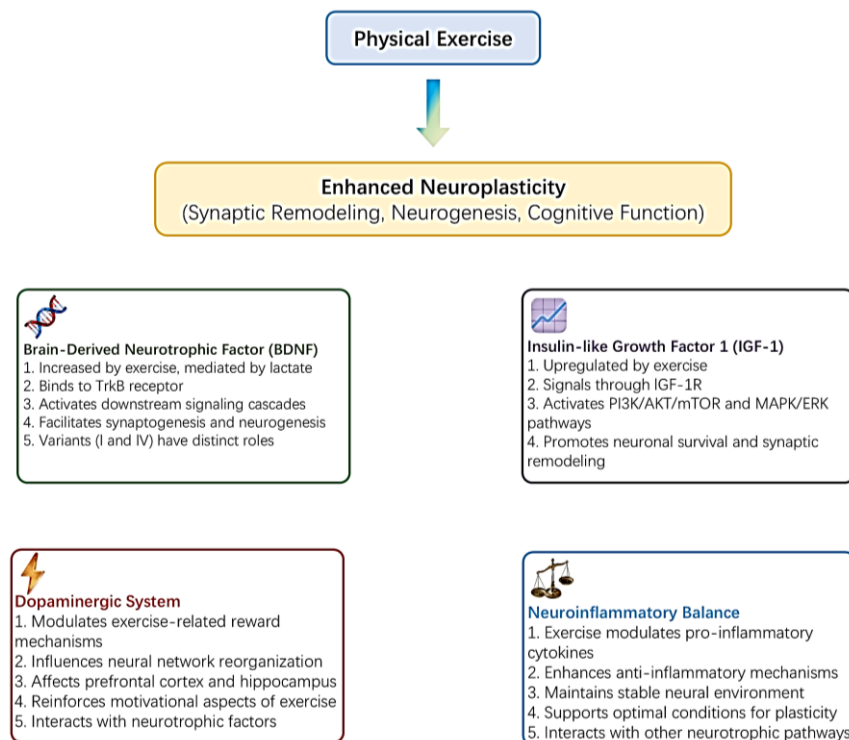 Physical Exercise
Enhanced Neuroplasticity
(Synaptic Remodeling, Neurogenesis, Cognitive Function)
Brain-Derived Neurotrophic Factor (BDNF)
1. Increased by exercise, mediated by lactate
2. Binds to TrkB receptor
3. Activates downstream signaling cascades
4. Facilitates synaptogenesis and neurogenesis
5. Variants (I and IV) have distinct roles
Insulin-like Growth Factor 1 (IGF-1)
1. Upregulated by exercise
2. Signals through IGF-1R
3. Activates PI3K/AKT/mTOR and MAPK/ERK
pathways
4. Promotes neuronal survival and synaptic
remodeling
Dopaminergic System
1. Modulates exercise-related reward
mechanisms
2. Influences neural network reorganization
3. Affects prefrontal cortex and hippocampus
4. Reinforces motivational aspects of exercise
5. Interacts with neurotrophic factors
Neuroinflammatory Balance
1. Exercise modulates pro-inflammatory
cytokines
2. Enhances anti-inflammatory mechanisms
3. Maintains stable neural environment
4. Supports optimal conditions for plasticity
5. Interacts with other neurotrophic pathways